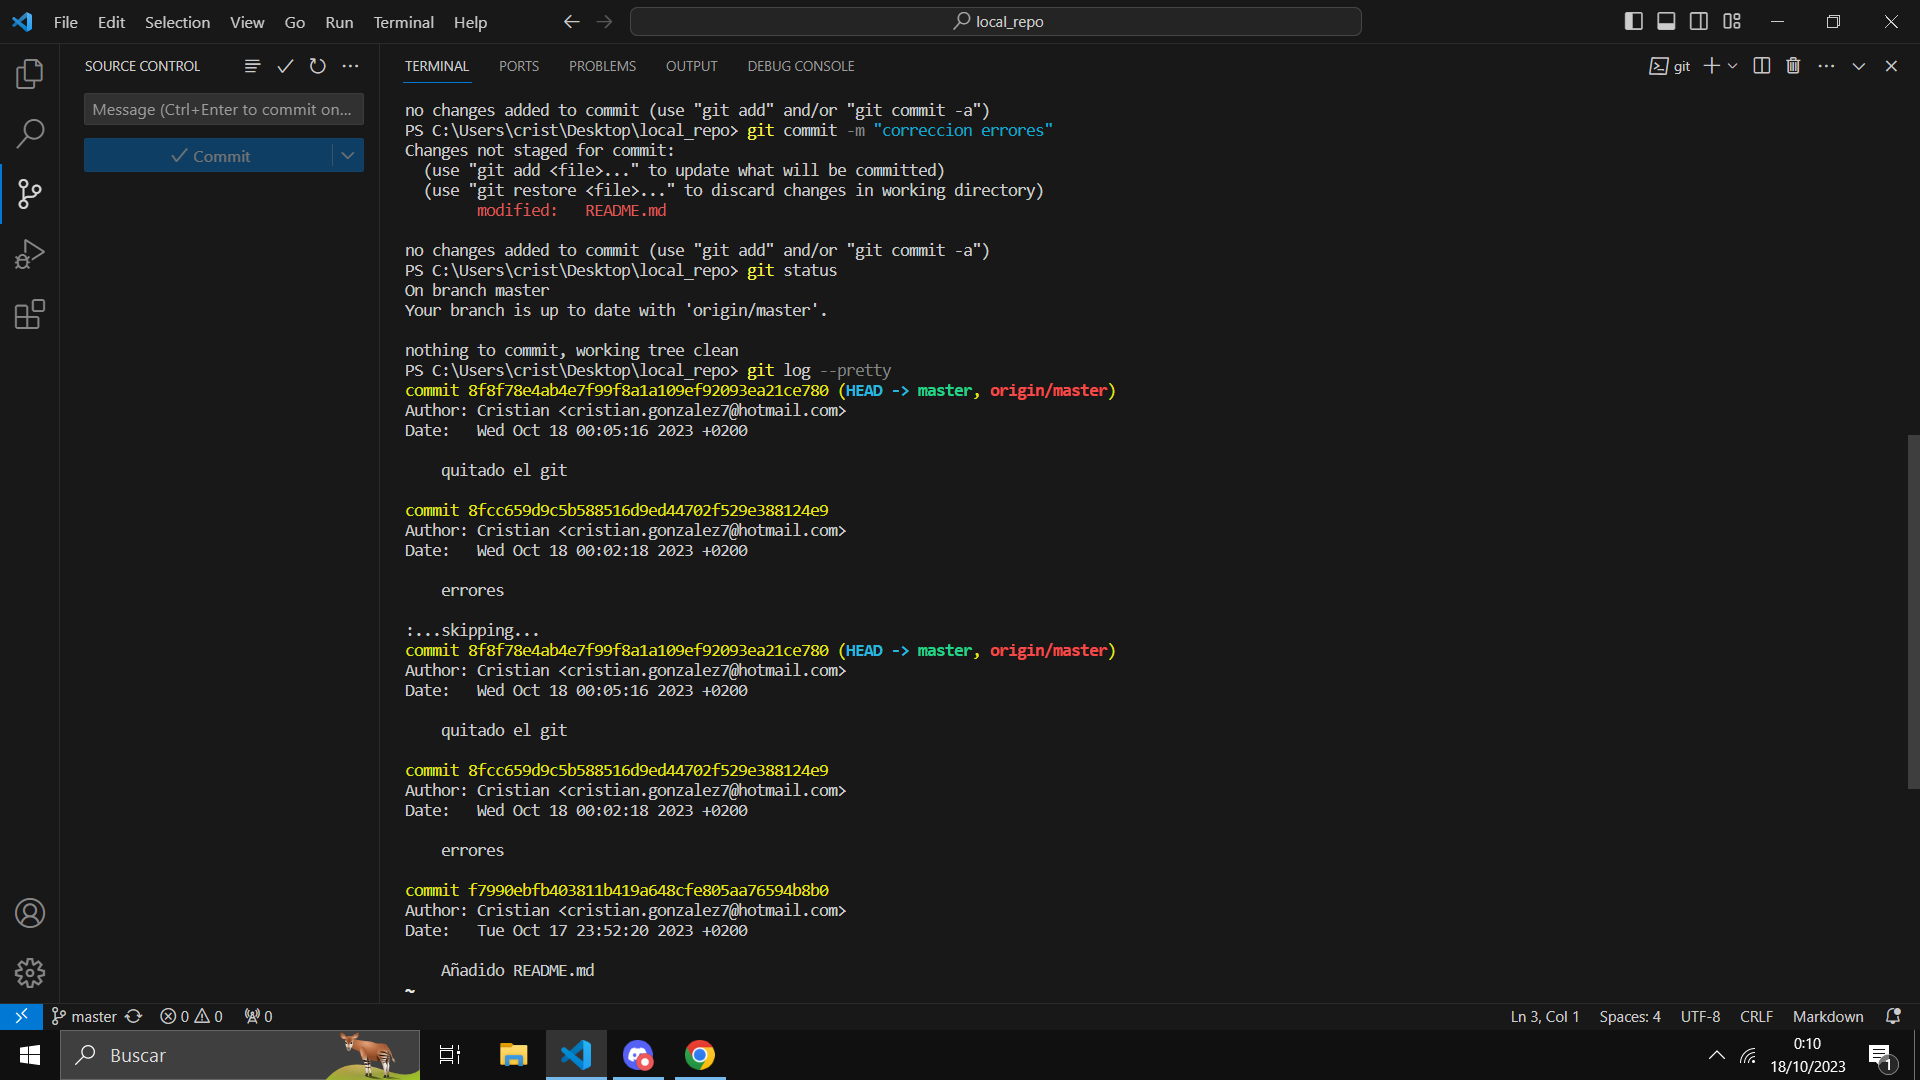 File Edit Selection View Go Run Terminal Help
local_repo
SOURCE CONTROL
TERMINAL PORTS PROBLEMS OUTPUT DEBUG CONSOLE
git
Message (Ctrl+Enter to commit on...
Commit
no changes added to commit (use "git add" and/or "git commit -a")
PS C:\Users\crist\Desktop\local_repo> git commit -m "correccion errores"
Changes not staged for commit:
(use "git add <file>..." to update what will be committed)
(use "git restore <file>..." to discard changes in working directory)
modified: README.md
no changes added to commit (use "git add" and/or "git commit -a")
PS C:\Users\crist\Desktop\local_repo> git status
On branch master
Your branch is up to date with 'origin/master'.
nothing to commit, working tree clean
PS C:\Users\crist\Desktop\local_repo> git log --pretty
commit 8f8f78e4ab4e7f99f8a1a109ef92093ea21ce780 (HEAD -> master, origin/master)
Author: Cristian <cristian.gonzalez7@hotmail.com>
Date: Wed Oct 18 00:05:16 2023 +0200
quitado el git
commit 8fcc659d9c5b588516d9ed44702f529e388124e9
Author: Cristian <cristian.gonzalez7@hotmail.com>
Date: Wed Oct 18 00:02:18 2023 +0200
errores
:...skipping...
commit 8f8f78e4ab4e7f99f8a1a109ef92093ea21ce780 (HEAD -> master, origin/master)
Author: Cristian <cristian.gonzalez7@hotmail.com>
Date: Wed Oct 18 00:05:16 2023 +0200
quitado el git
commit 8fcc659d9c5b588516d9ed44702f529e388124e9
Author: Cristian <cristian.gonzalez7@hotmail.com>
Date: Wed Oct 18 00:02:18 2023 +0200
errores
commit f7990ebfb403811b419a648cfe805aa76594b8b0
Author: Cristian <cristian.gonzalez7@hotmail.com>
Date: Tue Oct 17 23:52:20 2023 +0200
Añadido README.md
~
master 0 0 0
Ln 3, Col 1 Spaces: 4 UTF-8 CRLF Markdown
Buscar
0:10
18/10/2023
1